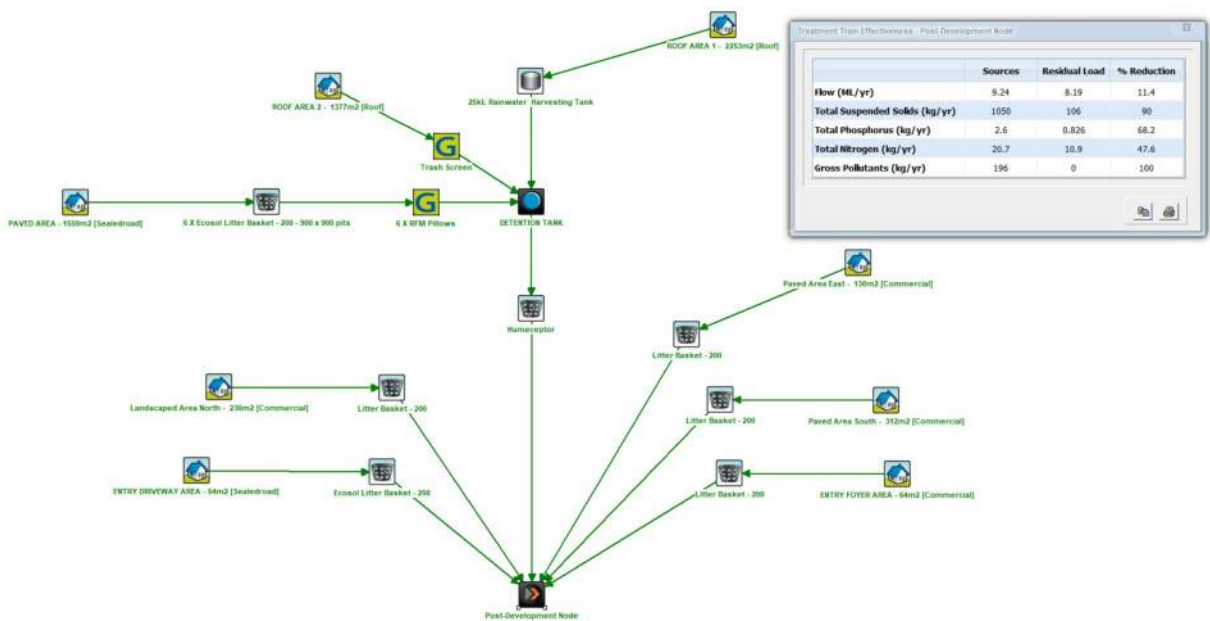 Treatment Train Effectiveness - Post-Development Node
Sources Residual Load % Reduction
Flow (ML/yr) 9.24 8.19 11.4
Total Suspended Solids (kg/yr) 1050 106 90
Total Phosphorus (kg/yr) 2.6 0.826 68.2
Total Nitrogen (kg/yr) 20.7 10.9 47.6
Gross Pollutants (kg/yr) 196 0 100
ROOF AREA 1 - 2253m2 [Roof]
25kL Rainwater Harvesting Tank
ROOF AREA 2 - 1377m2 [Roof]
G
Trash Screen
G
PAVED AREA - 1559m2 [Sealedroad]
6 X Ecosol Litter Basket - 200 - 900 x 900 pits
6 X RFM Pillows
DETENTION TANK
Paved Area East - 130m2 [Commercial]
Humeceptor
Litter Basket - 200
Landscaped Area North - 236m2 [Commercial]
Litter Basket - 200
Litter Basket - 200
Paved Area South - 312m2 [Commercial]
ENTRY DRIVEWAY AREA - 54m2 [Sealedroad]
Ecosol Litter Basket - 200
Litter Basket - 200
ENTRY FOYER AREA - 64m2 [Commercial]
Post-Development Node